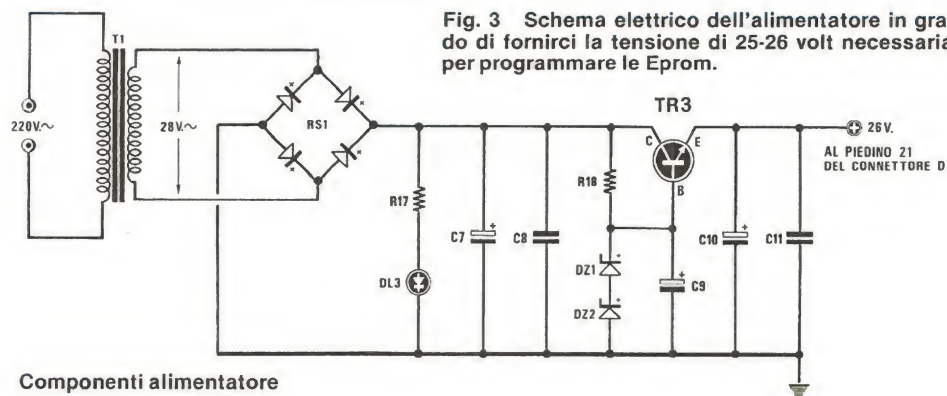 Fig. 3 Schema elettrico dell'alimentatore in gra-
do di fornirci la tensione di 25-26 volt necessaria
per programmare le Eprom.
T1
220V.~
28V.~
RS1
TR3
C
E
B
26V.
AL PIEDINO 21
DEL CONNETTORE D
R17
C7
C8
R18
DZ1
DZ2
C9
C10
C11
DL3
Componenti alimentatore